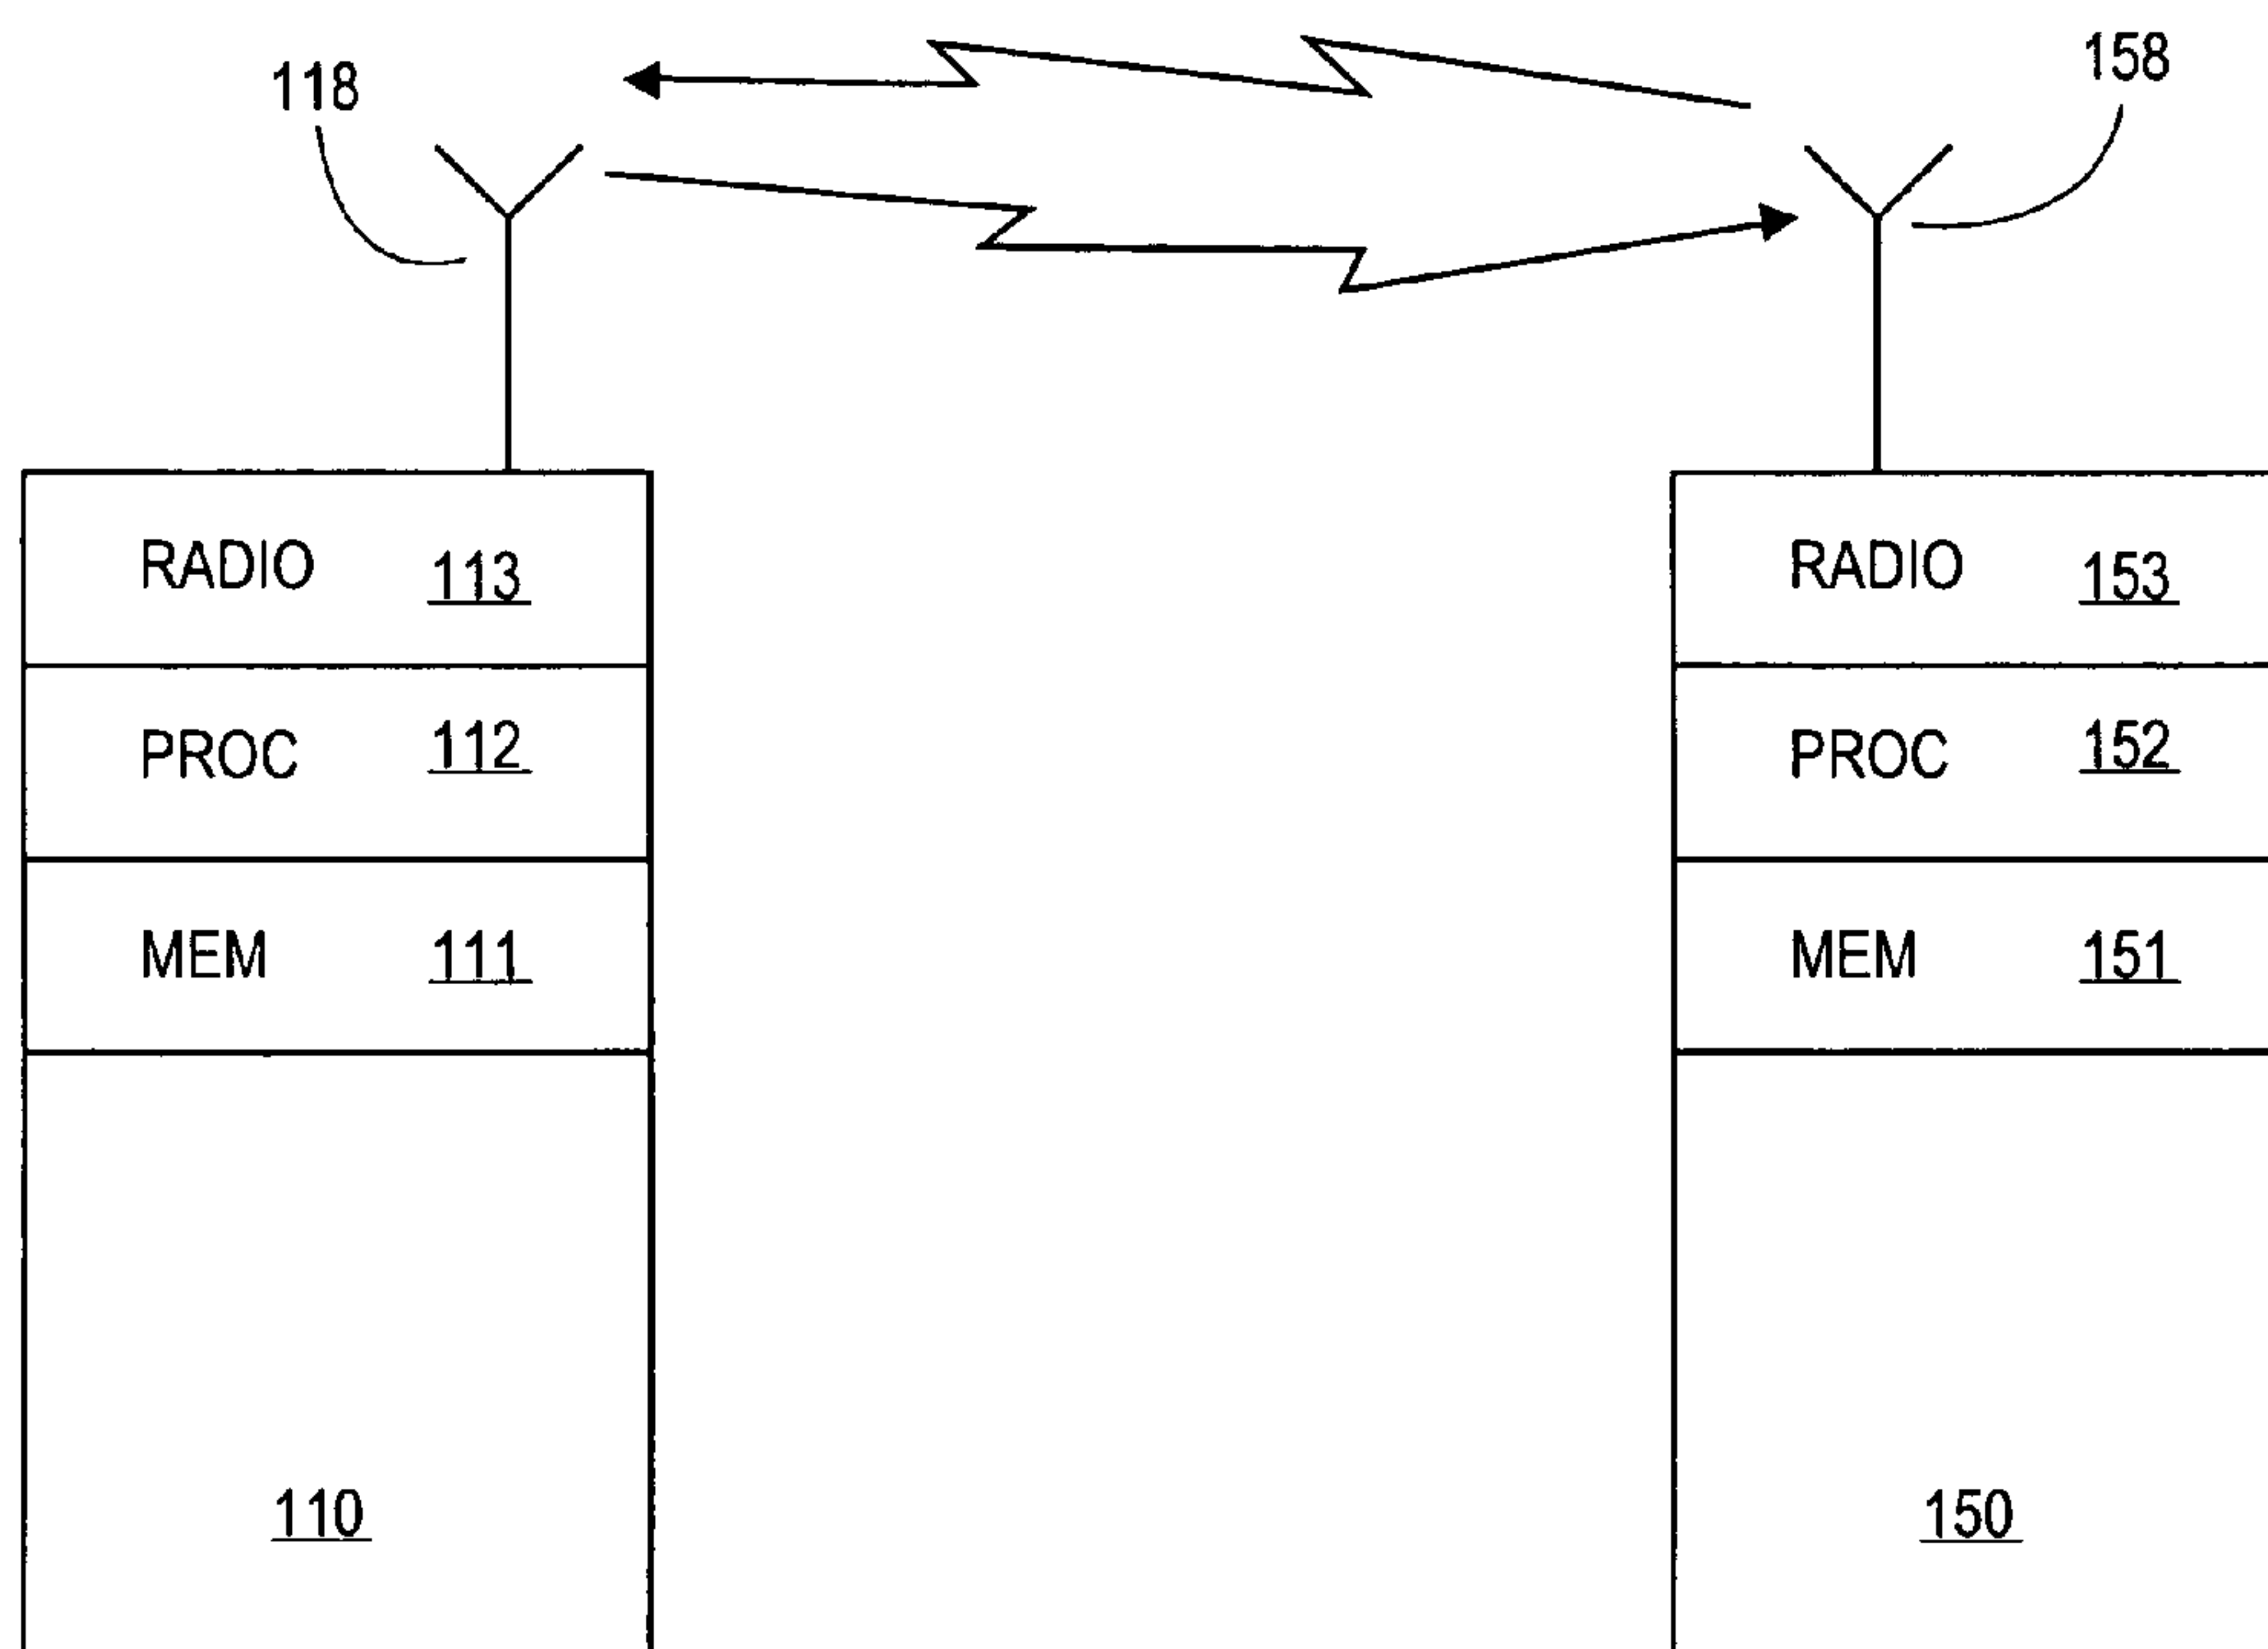 118
158
RADIO 113
RADIO 153
PROC 112
PROC 152
MEM 111
MEM 151
110
150